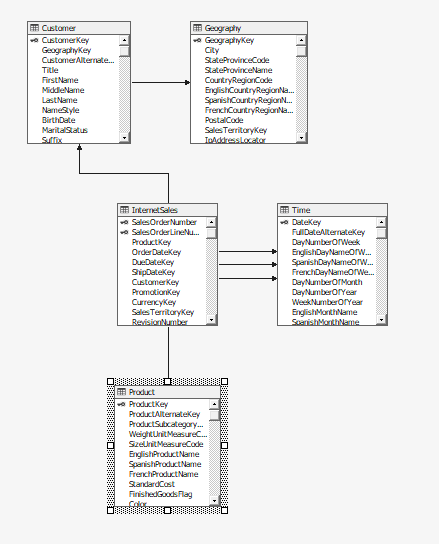 Customer
CustomerKey
GeographyKey
CustomerAlternate...
Title
FirstName
MiddleName
LastName
NameStyle
BirthDate
MaritalStatus
Suffix
Geography
GeographyKey
City
StateProvinceCode
StateProvinceName
CountryRegionCode
EnglishCountryRegionNa...
SpanishCountryRegionN...
FrenchCountryRegionNa...
PostalCode
SalesTerritoryKey
IpAddressLocator
InternetSales
SalesOrderNumber
SalesOrderLineNu...
ProductKey
OrderDateKey
DueDateKey
ShipDateKey
CustomerKey
PromotionKey
CurrencyKey
SalesTerritoryKey
RevisionNumber
Time
DateKey
FullDateAlternateKey
DayNumberOfWeek
EnglishDayNameOfW...
SpanishDayNameOfW...
FrenchDayNameOfWe...
DayNumberOfMonth
DayNumberOfYear
WeekNumberOfYear
EnglishMonthName
SpanishMonthName
Product
ProductKey
ProductAlternateKey
ProductSubcategory...
WeightUnitMeasureC...
SizeUnitMeasureCode
EnglishProductName
SpanishProductName
FrenchProductName
StandardCost
FinishedGoodsFlag
Color